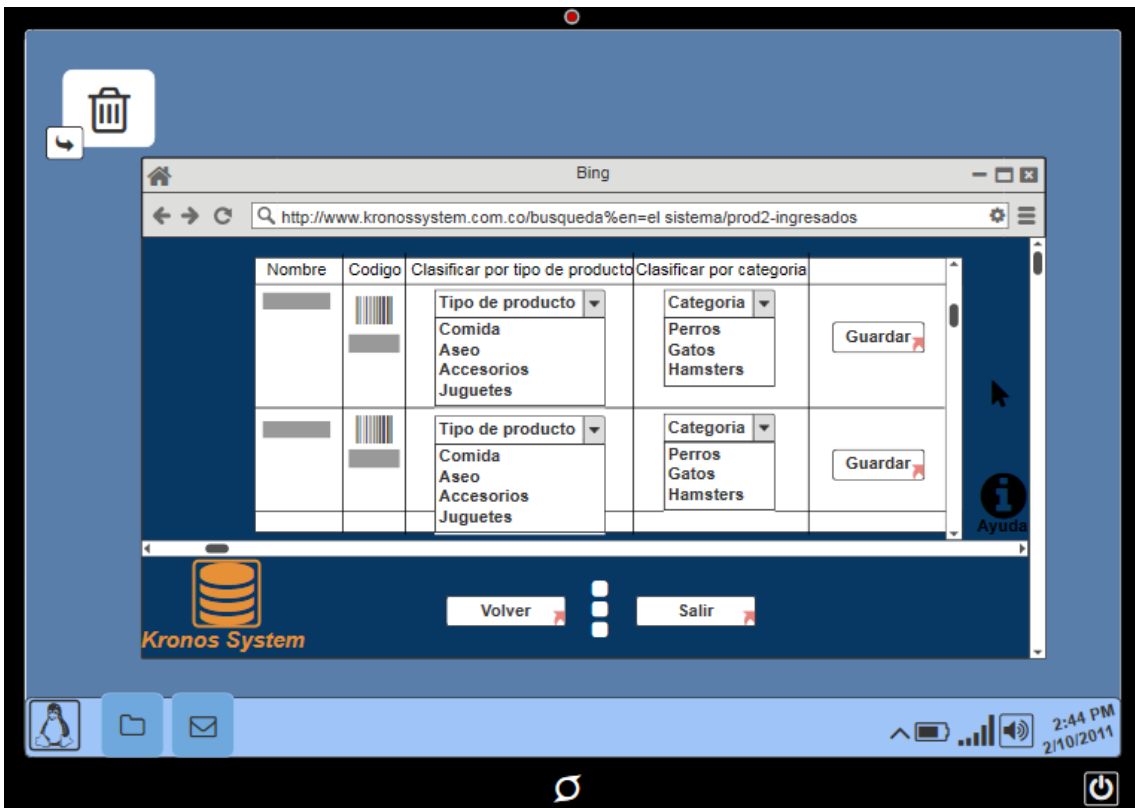 Bing
http://www.kronossystem.com.co/busqueda%en=el sistema/prod2-ingresados
Nombre Codigo Clasificar por tipo de producto Clasificar por categoria
Tipo de producto Categoria
Comida Perros
Aseo Gatos Guardar
Accesorios Hamsters
Juguetes
Tipo de producto Categoria
Comida Perros
Aseo Gatos Guardar
Accesorios Hamsters
Juguetes
Ayuda
Volver Salir
Kronos System
2:44 PM
2/10/2011